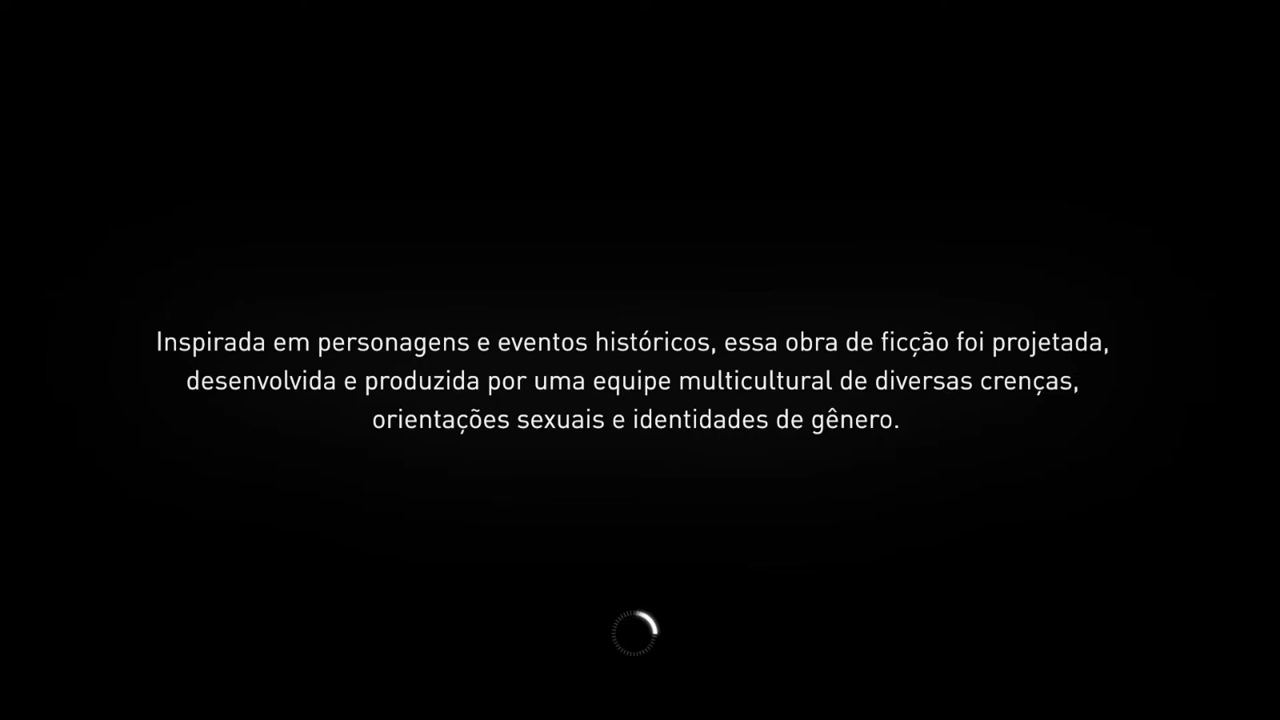 Inspirada em personagens e eventos históricos, essa obra de ficção foi projetada,
desenvolvida e produzida por uma equipe multicultural de diversas crenças,
orientações sexuais e identidades de gênero.